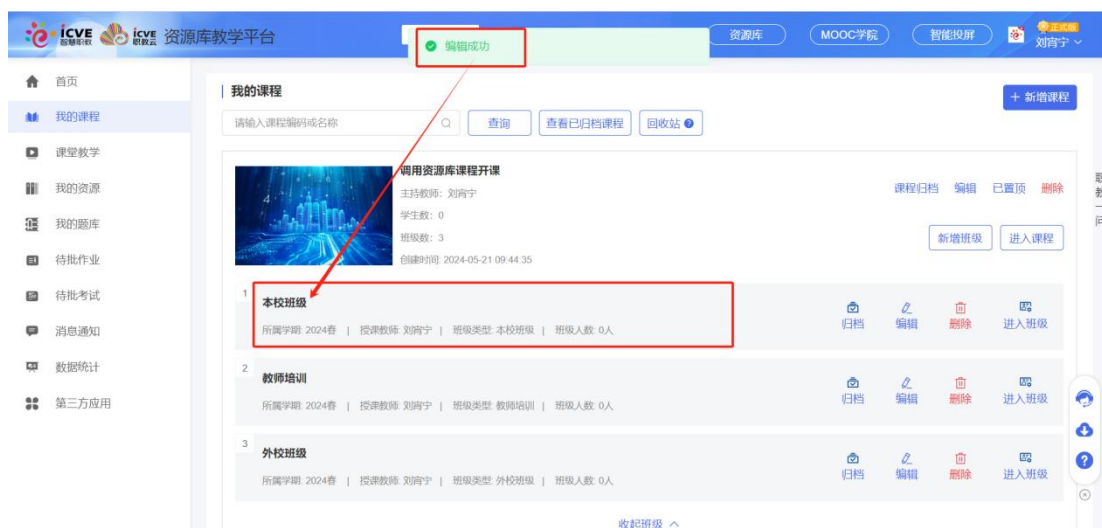 icve 智慧职教 icve 职教云 资源库教学平台
编辑成功
资源库 MOOC学院 智能投屏 正式版 刘宵宁
首页
我的课程
课堂教学
我的资源
我的题库
待批作业
待批考试
消息通知
数据统计
第三方应用
我的课程
+ 新增课程
请输入课程编码或名称 查询 查看已归档课程 回收站
调用资源库课程开课
主持教师: 刘宵宁
课程归档 编辑 已置顶 删除
学生数: 0
班级数: 3
新增班级 进入课程
创建时间: 2024-05-21 09:44:35
1
本校班级
所属学期: 2024春 | 授课教师: 刘宵宁 | 班级类型: 本校班级 | 班级人数: 0人
归档 编辑 删除 进入班级
2
教师培训
所属学期: 2024春 | 授课教师: 刘宵宁 | 班级类型: 教师培训 | 班级人数: 0人
归档 编辑 删除 进入班级
3
外校班级
所属学期: 2024春 | 授课教师: 刘宵宁 | 班级类型: 外校班级 | 班级人数: 0人
归档 编辑 删除 进入班级
收起班级